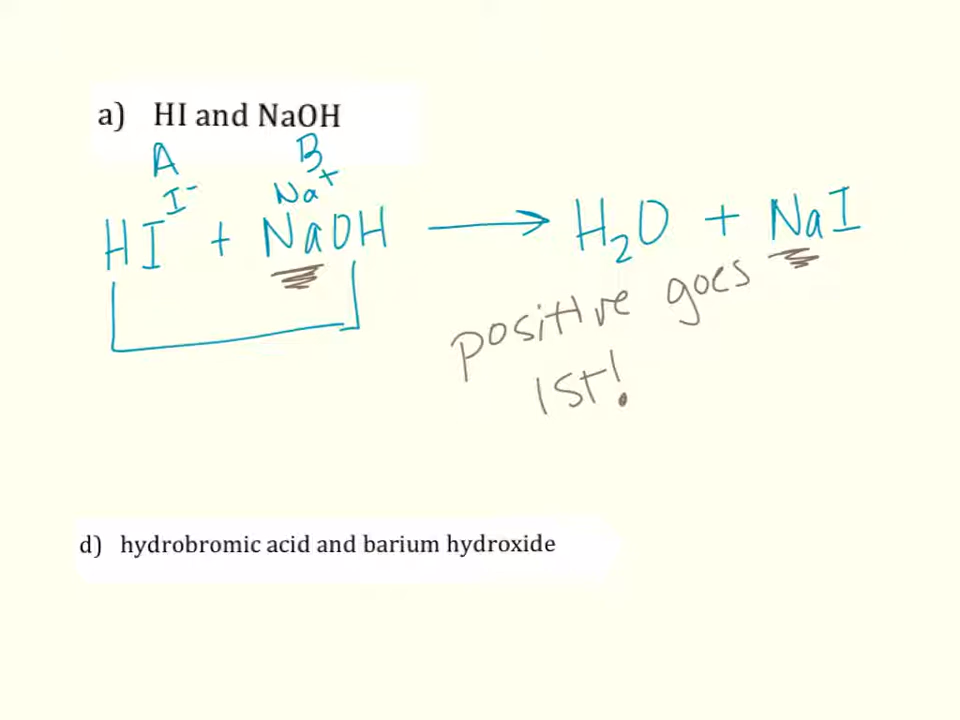 a) HI and NaOH
A B
I⁻ Na⁺
HI + NaOH → H₂O + NaI
positive goes
1st!
d) hydrobromic acid and barium hydroxide